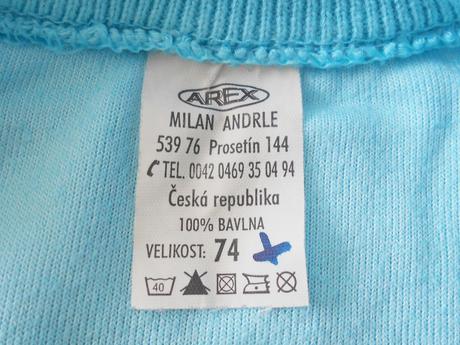 AREX
MILAN ANDRLE
539 76 Prosetín 144
TEL. 0042 0469 35 04 94
Česká republika
100% BAVLNA
VELIKOST: 74
40